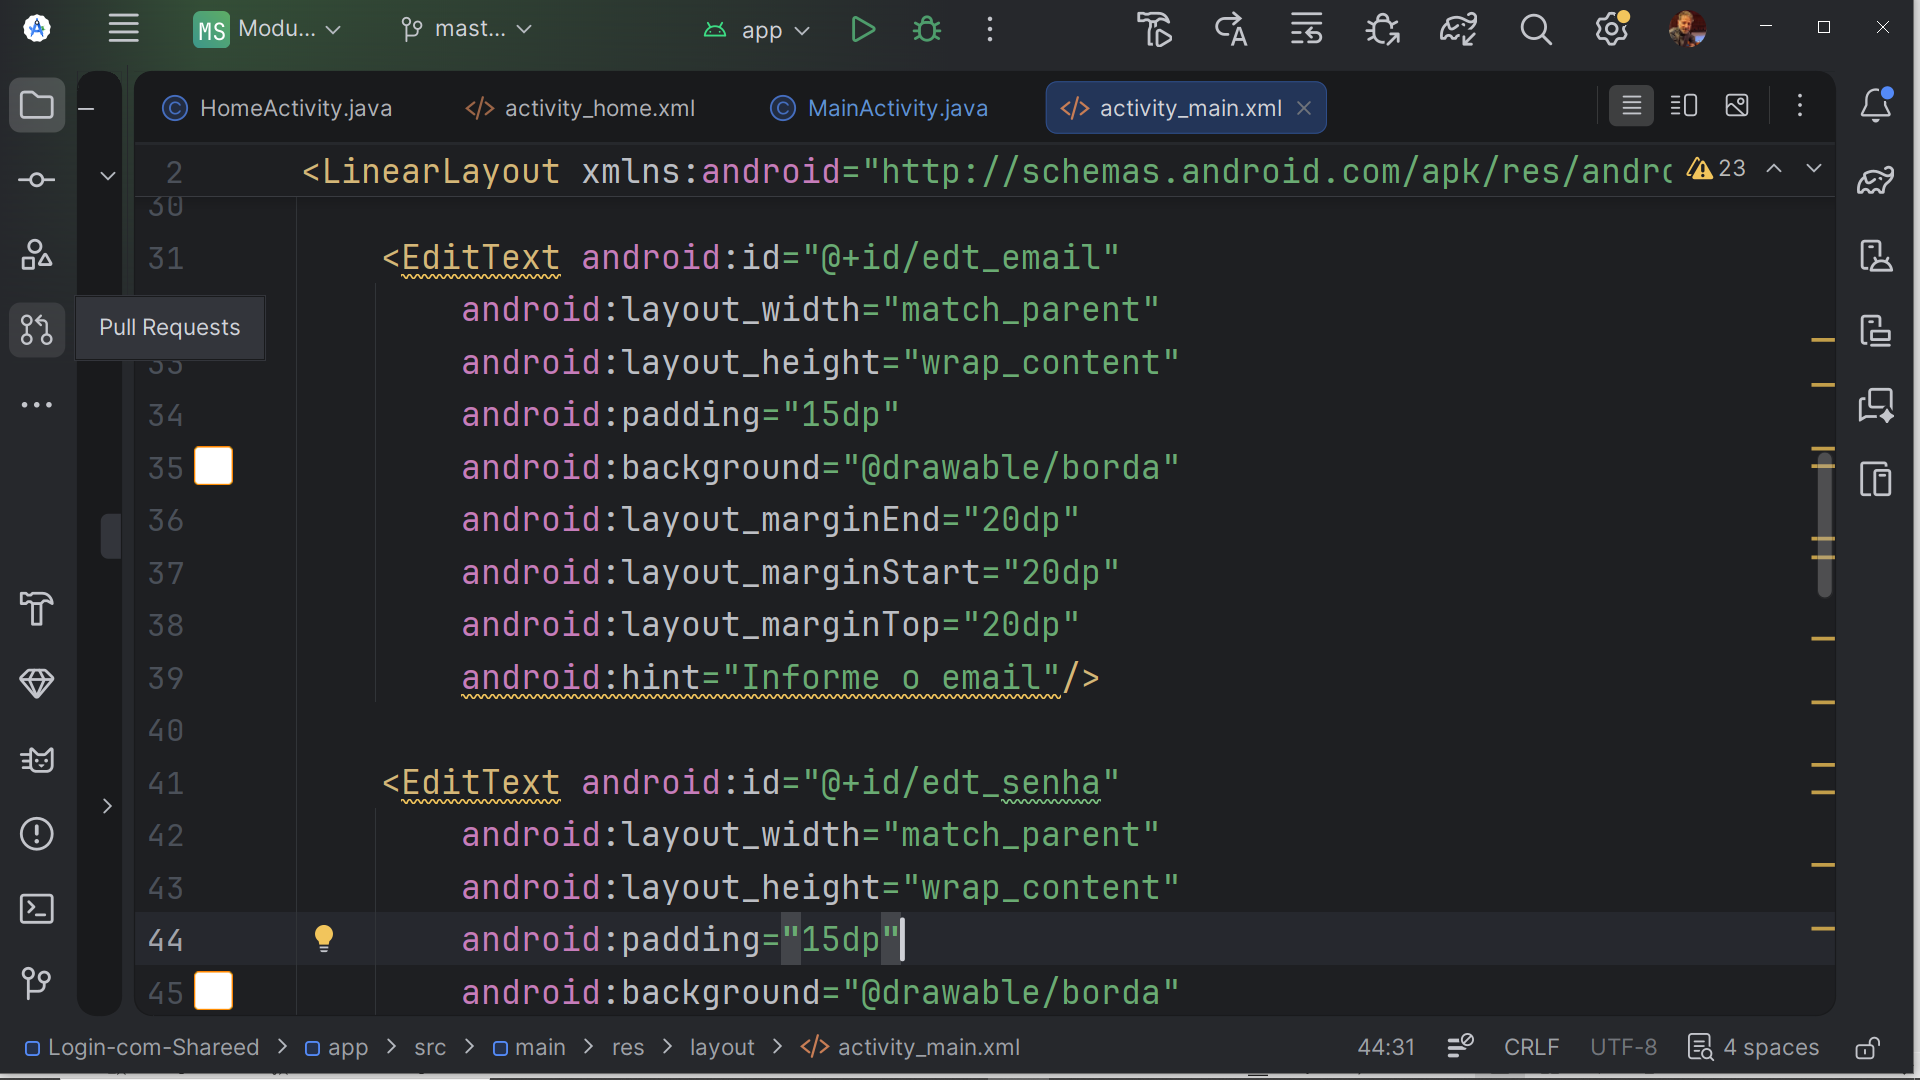 MS Modu... mast... app
HomeActivity.java activity_home.xml MainActivity.java activity_main.xml
2 <LinearLayout xmlns:android="http://schemas.android.com/apk/res/andro 23
30
31 <EditText android:id="@+id/edt_email"
android:layout_width="match_parent"
Pull Requests
33 android:layout_height="wrap_content"
34 android:padding="15dp"
35 android:background="@drawable/borda"
36 android:layout_marginEnd="20dp"
37 android:layout_marginStart="20dp"
38 android:layout_marginTop="20dp"
39 android:hint="Informe o email"/>
40
41 <EditText android:id="@+id/edt_senha"
42 android:layout_width="match_parent"
43 android:layout_height="wrap_content"
44 android:padding="15dp"
45 android:background="@drawable/borda"
Login-com-Shareed > app > src > main > res > layout > activity_main.xml 44:31 CRLF UTF-8 4 spaces